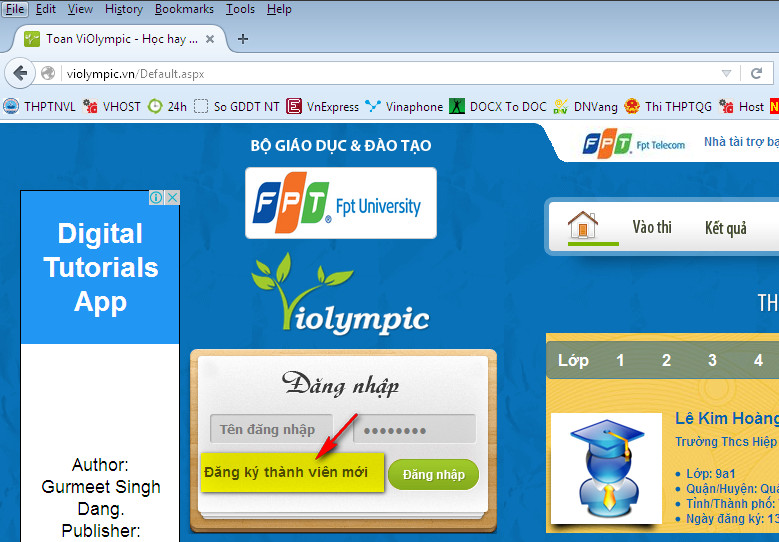 File Edit View History Bookmarks Tools Help
Toan ViOlympic - Học hay ...
violympic.vn/Default.aspx
THPTNVL VHOST 24h So GDDT NT VnExpress Vinaphone DOCX To DOC DNVang Thi THPTQG Host
BỘ GIÁO DỤC & ĐÀO TẠO
FPT Fpt Telecom
Nhà tài trợ
FPT Fpt University
Digital
Tutorials
App
Violympic
Vào thi Kết quả
TH
Đăng nhập
Lớp 1 2 3 4
Tên đăng nhập
Đăng ký thành viên mới
Đăng nhập
Lê Kim Hoàng
Trường Thcs Hiệp
Lớp: 9a1
Quận/Huyện:
Tỉnh/Thành phố:
Ngày đăng ký: 13
Author:
Gurmeet Singh
Dang.
Publisher: